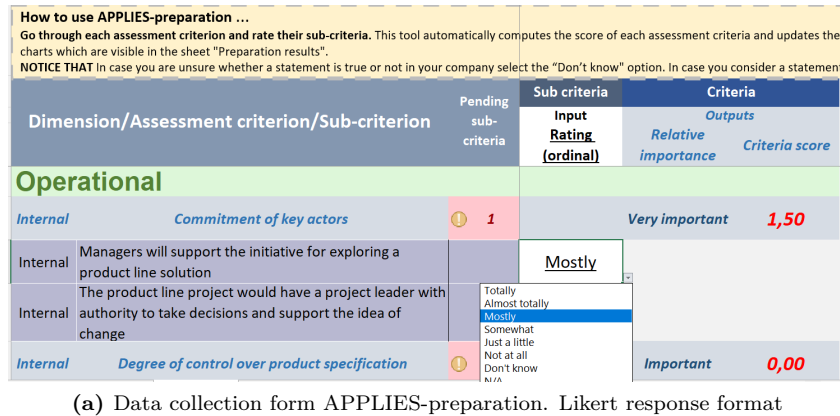 How to use APPLIES-preparation ...
Go through each assessment criterion and rate their sub-criteria. This tool automatically computes the score of each assessment criteria and updates the
charts which are visible in the sheet "Preparation results".
NOTICE THAT In case you are unsure whether a statement is true or not in your company select the "Don't know" option. In case you consider a statement
Dimension/Assessment criterion/Sub-criterion
Pending
sub-
criteria
Sub criteria
Criteria
Input
Rating
(ordinal)
Outputs
Relative
importance
Criteria score
Operational
Internal Commitment of key actors ! 1 Very important 1,50
Internal
Managers will support the initiative for exploring a
product line solution
Mostly
Internal
The product line project would have a project leader with
authority to take decisions and support the idea of
change
Totally
Almost totally
Mostly
Somewhat
Just a little
Not at all
Don't know
N/A
Internal Degree of control over product specification ! Important 0,00
(a) Data collection form APPLIES-preparation. Likert response format